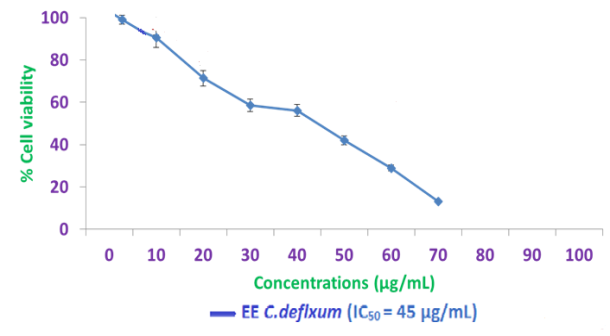 100
80
60
40
20
0
% Cell viability
0 10 20 30 40 50 60 70 80 90 100
Concentrations (µg/mL)
EE C.deflxum (IC₅₀ = 45 µg/mL)